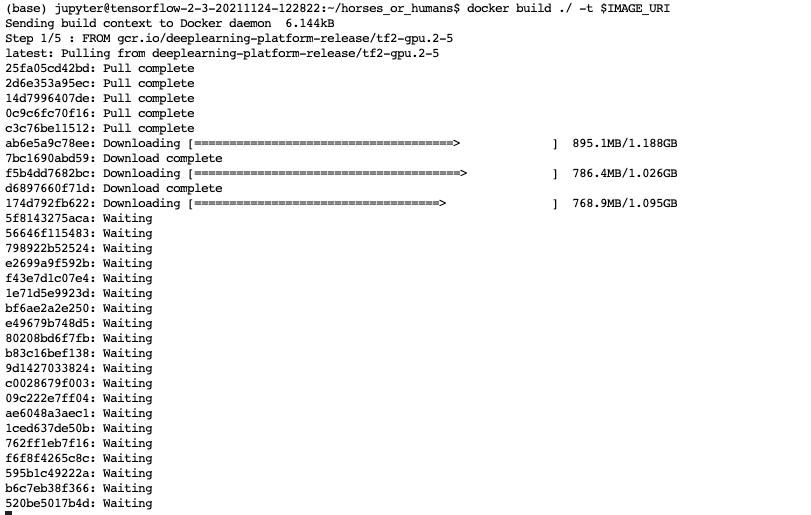 (base) jupyter@tensorflow-2-3-20211124-122822:~/horses_or_humans$ docker build ./ -t $IMAGE_URI
Sending build context to Docker daemon  6.144kB
Step 1/5 : FROM gcr.io/deeplearning-platform-release/tf2-gpu.2-5
latest: Pulling from deeplearning-platform-release/tf2-gpu.2-5
25fa05cd42bd: Pull complete
2d6e353a95ec: Pull complete
14d7996407de: Pull complete
0c9c6fc70f16: Pull complete
c3c76be11512: Pull complete
ab6e5a9c78ee: Downloading [=====================================>             ]  895.1MB/1.188GB
7bc1690abd59: Download complete
f5b4dd7682bc: Downloading [======================================>            ]  786.4MB/1.026GB
d6897660f71d: Download complete
174d792fb622: Downloading [===================================>               ]  768.9MB/1.095GB
5f8143275aca: Waiting
56646f115483: Waiting
798922b52524: Waiting
e2699a9f592b: Waiting
f43e7d1c07e4: Waiting
1e71d5e9923d: Waiting
bf6ae2a2e250: Waiting
e49679b748d5: Waiting
80208bd6f7fb: Waiting
b83c16bef138: Waiting
9d1427033824: Waiting
c0028679f003: Waiting
09c222e7ff04: Waiting
ae6048a3aec1: Waiting
1ced637de50b: Waiting
762ff1eb7f16: Waiting
f6f8f4265c8c: Waiting
595b1c49222a: Waiting
b6c7eb38f366: Waiting
520be5017b4d: Waiting